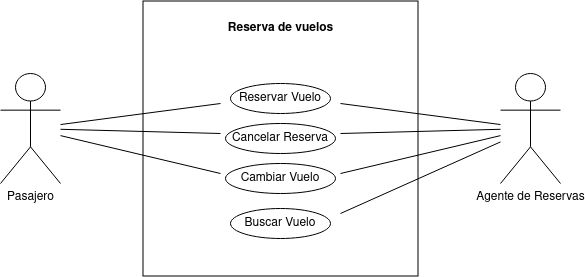 Reserva de vuelos
Reservar Vuelo
Cancelar Reserva
Cambiar Vuelo
Pasajero
Agente de Reservas
Buscar Vuelo